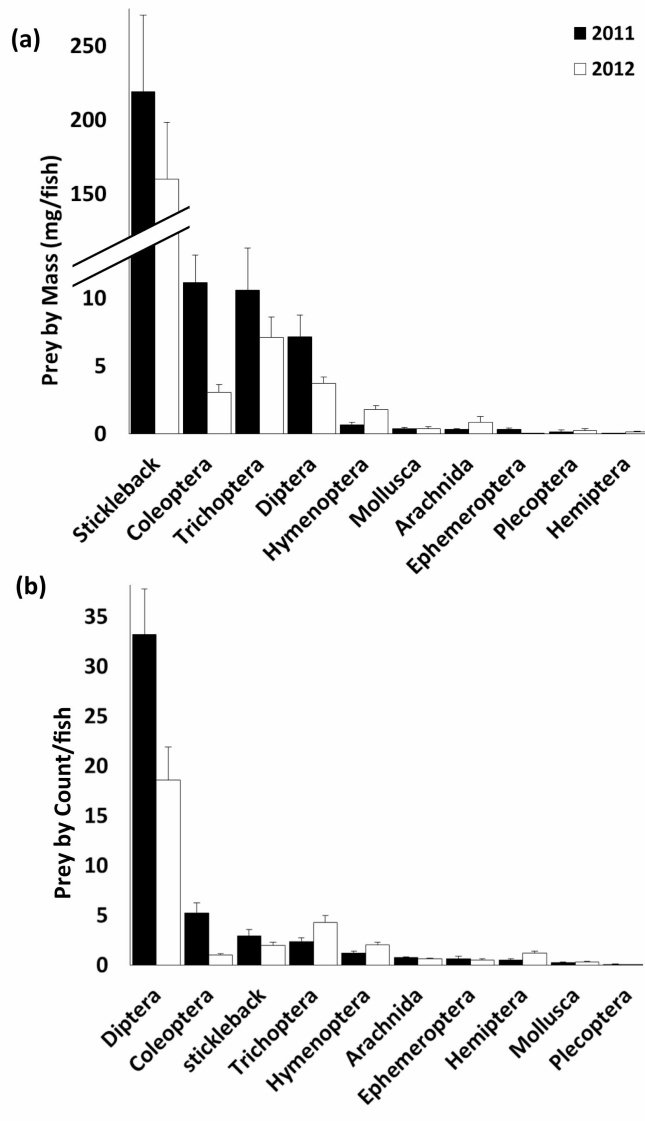 (a)
2011
2012
250
200
150
10
5
0
Prey by Mass (mg/fish)
Stickleback
Coleoptera
Trichoptera
Diptera
Hymenoptera
Mollusca
Arachnida
Ephemeroptera
Plecoptera
Hemiptera
(b)
35
30
25
20
15
10
5
0
Prey by Count/fish
Diptera
Coleoptera
stickleback
Trichoptera
Hymenoptera
Arachnida
Ephemeroptera
Hemiptera
Mollusca
Plecoptera